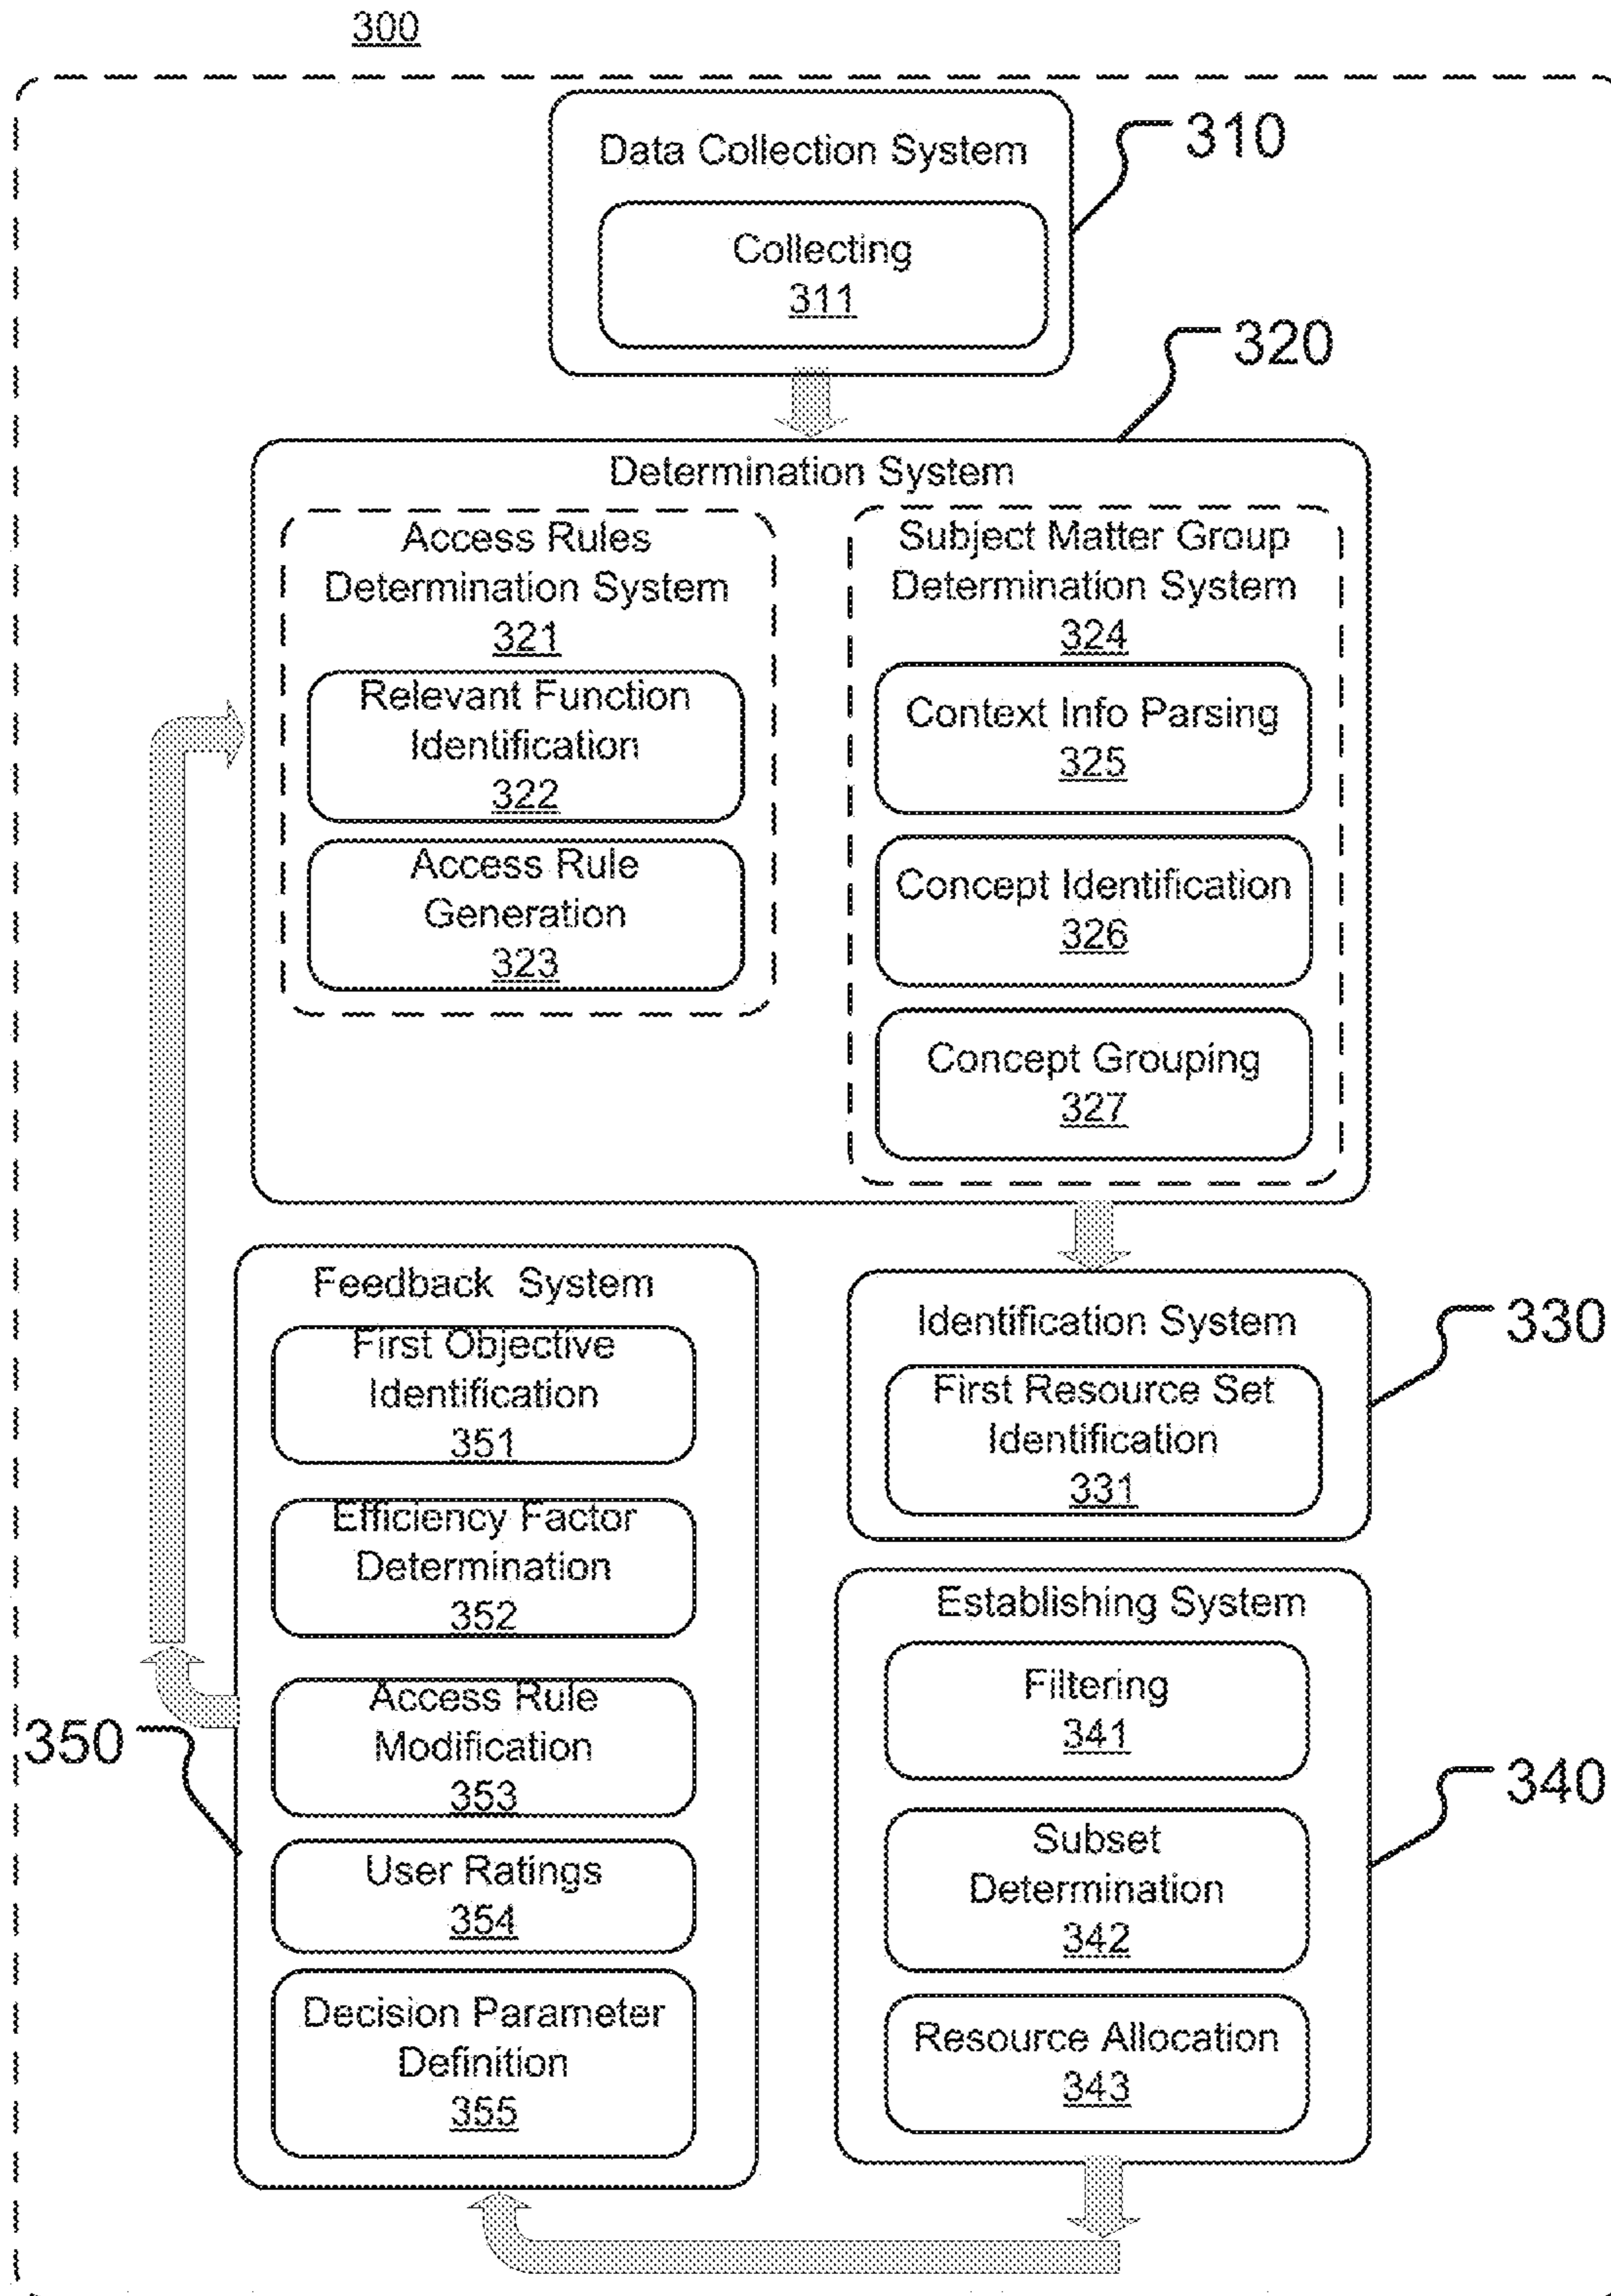 300
Data Collection System
310
Collecting
311
320
Determination System
Access Rules
Determination System
321
Relevant Function
Identification
322
Access Rule
Generation
323
Subject Matter Group
Determination System
324
Context Info Parsing
325
Concept Identification
326
Concept Grouping
327
Feedback System
First Objective
Identification
351
Efficiency Factor
Determination
352
Access Rule
Modification
353
350
User Ratings
354
Decision Parameter
Definition
355
Identification System
330
First Resource Set
Identification
331
Establishing System
Filtering
341
340
Subset
Determination
342
Resource Allocation
343